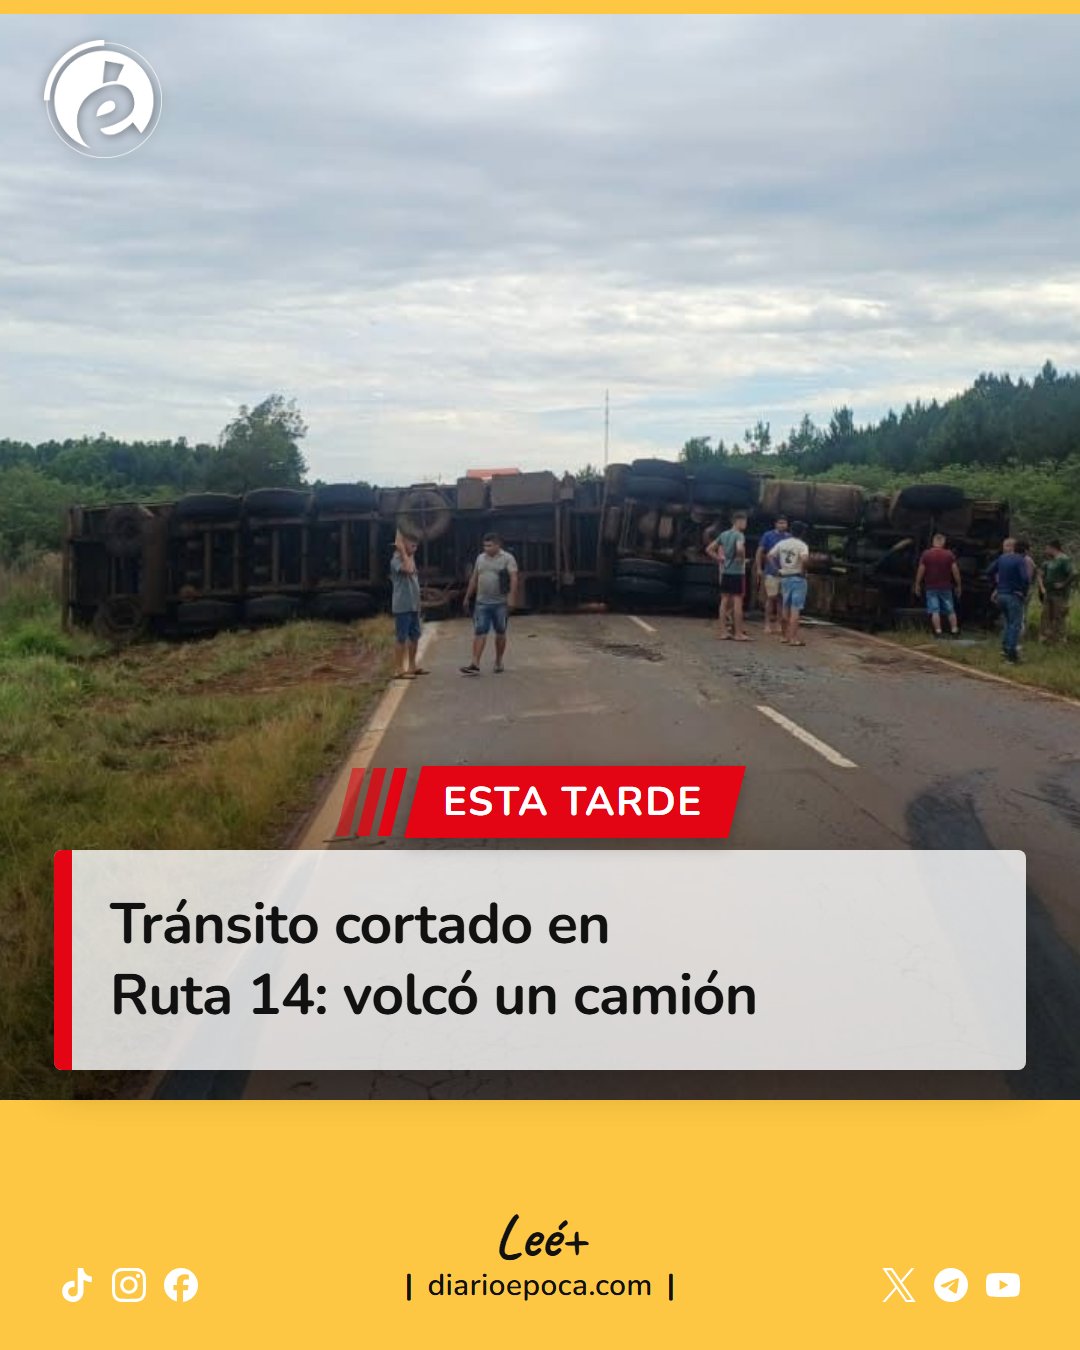 é
ESTA TARDE
Tránsito cortado en
Ruta 14: volcó un camión
Leé+
| diarioepoca.com |